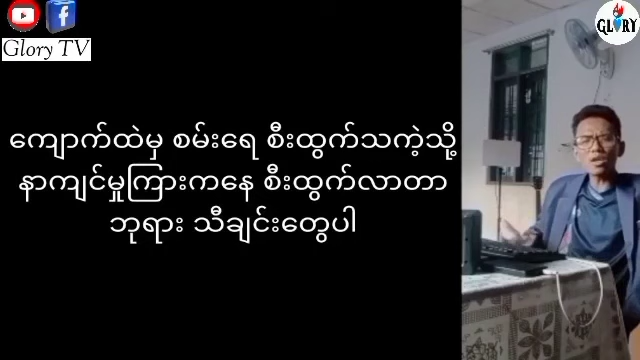 Glory TV
GLORY
ကျောက်ထဲမှ စမ်းရေ စီးထွက်သကဲ့သို့
နာကျင်မှုကြားကနေ စီးထွက်လာတာ
ဘုရား သီချင်းတွေပါ